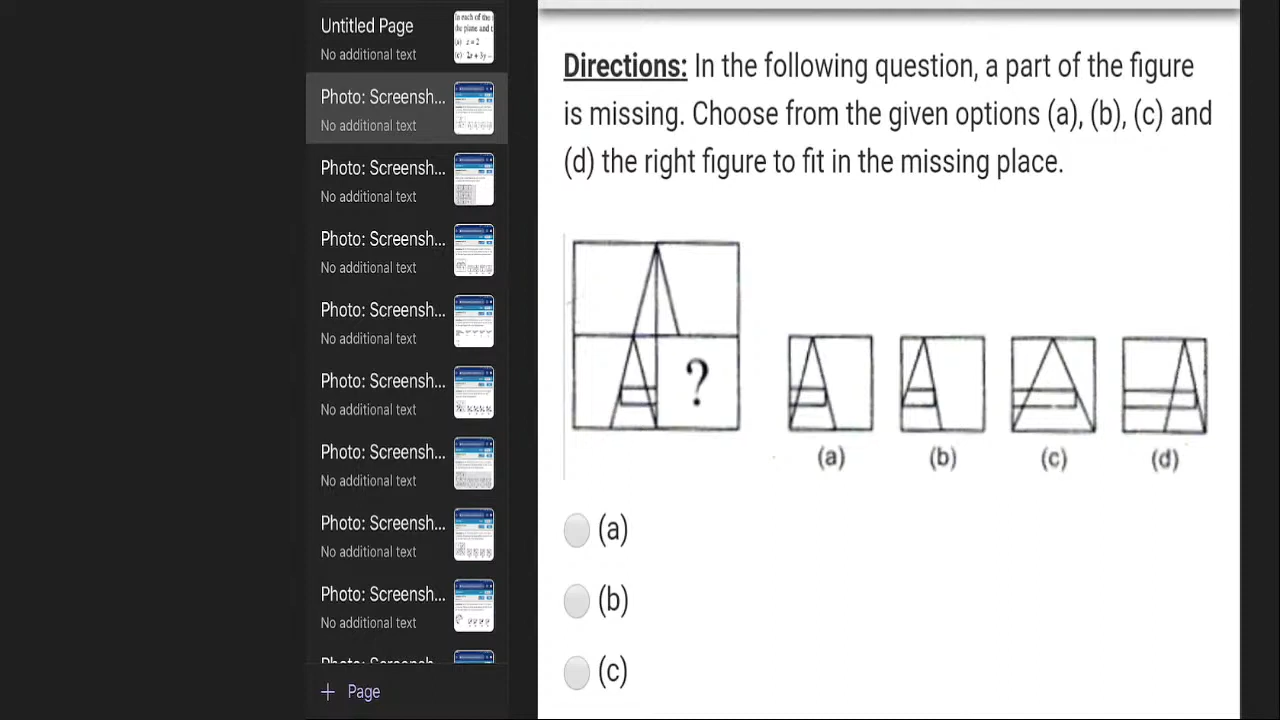 Untitled Page
No additional text
Photo: Screensh...
No additional text
Photo: Screensh...
No additional text
Photo: Screensh...
No additional text
Photo: Screensh...
No additional text
Photo: Screensh...
No additional text
Photo: Screensh...
No additional text
Photo: Screensh...
No additional text
Photo: Screensh...
No additional text
+ Page
Directions: In the following question, a part of the figure
is missing. Choose from the given options (a), (b), (c) and
(d) the right figure to fit in the missing place.
?
(a) (b) (c) (d)
(a)
(b)
(c)